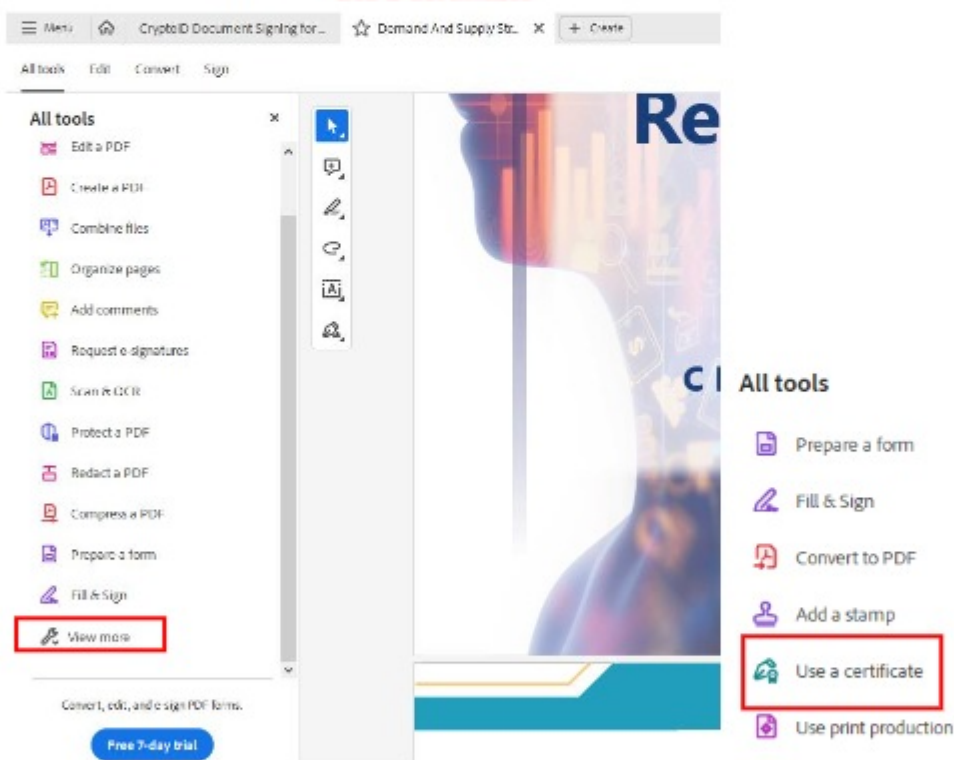 Menu
CryptoID Document Signing for...
Demand And Supply Str...
+ Create
All tools
Edit
Convert
Sign
All tools
Edit a PDF
Create a PDF
Combine files
Organize pages
Add comments
Request e-signatures
Scan & OCR
Protect a PDF
Redact a PDF
Compress a PDF
Prepare a form
Fill & Sign
View more
Convert, edit, and e-sign PDF forms.
Free 7-day trial
Re
C
All tools
Prepare a form
Fill & Sign
Convert to PDF
Add a stamp
Use a certificate
Use print production